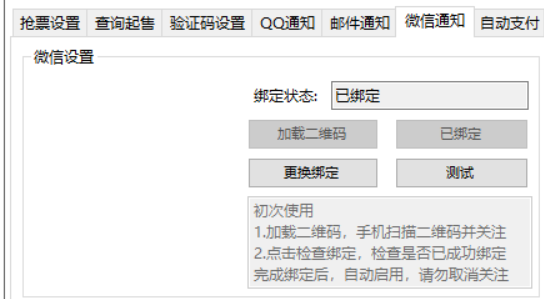 抢票设置 查询起售 验证码设置 QQ通知 邮件通知 微信通知 自动支付
微信设置
绑定状态: 已绑定
加载二维码 已绑定
更换绑定 测试
初次使用
1.加载二维码，手机扫描二维码并关注
2.点击检查绑定，检查是否已成功绑定
完成绑定后，自动启用，请勿取消关注